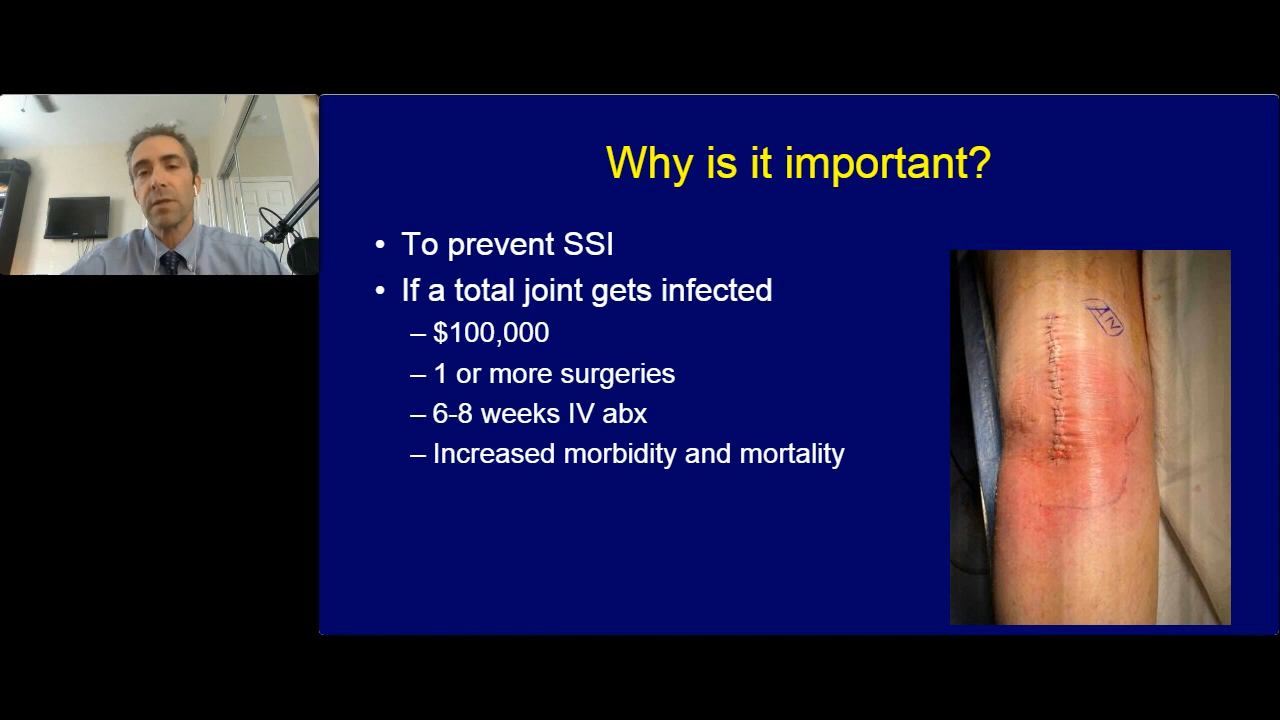 Why is it important?
• To prevent SSI
• If a total joint gets infected
– $100,000
– 1 or more surgeries
– 6-8 weeks IV abx
– Increased morbidity and mortality